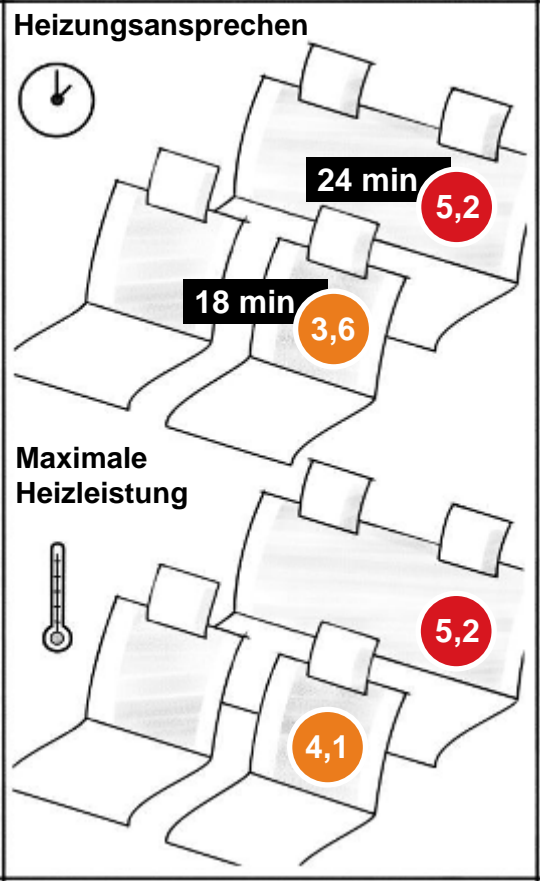 Heizungsansprechen
24 min
5,2
18 min
3,6
Maximale
Heizleistung
5,2
4,1